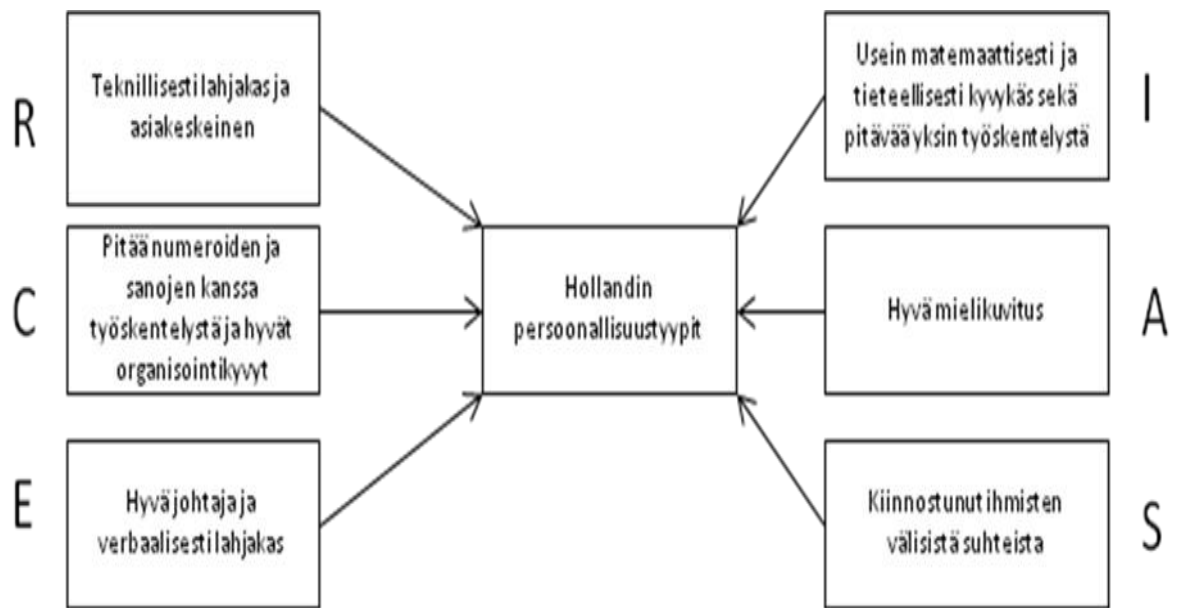 R
Teknillisesti lahjakas ja
asiakeskeinen
C
Pitää numeroiden ja
sanojen kanssa
työskentelystä ja hyvät
organisointikyvyt
E
Hyvä johtaja ja
verbaalisesti lahjakas
Hollandin
persoonallisuustyypit
Usein matemaattisesti ja
tieteellisesti kyvykäs sekä
pitävää yksin työskentelystä
I
Hyvä mielikuvitus
A
Kiinnostunut ihmisten
välisistä suhteista
S